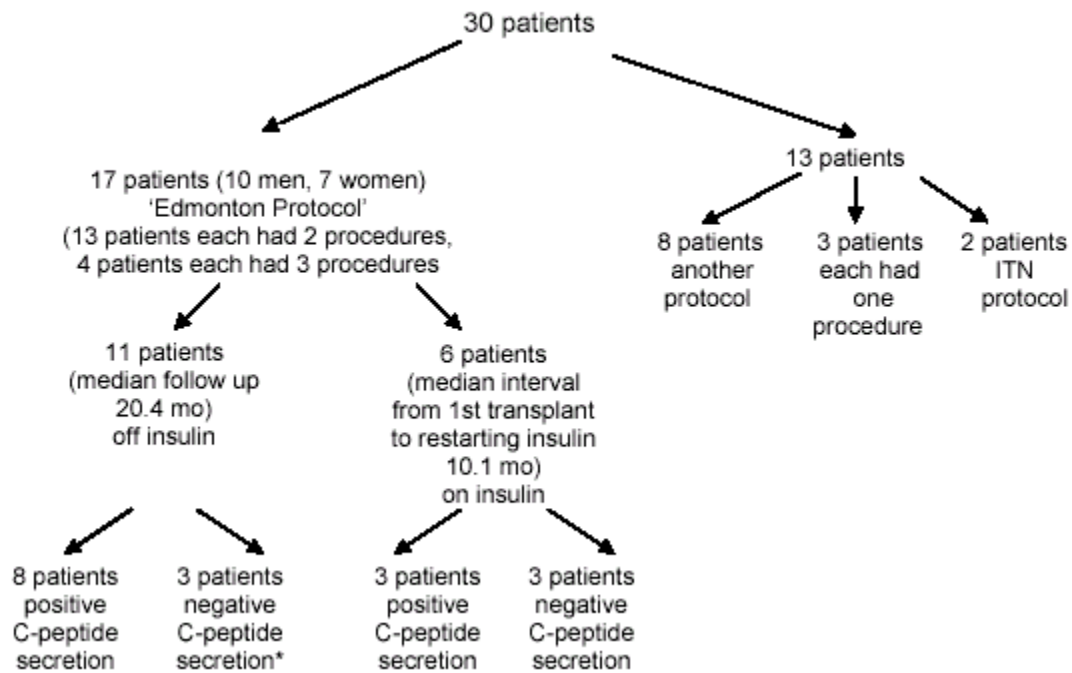 30 patients
17 patients (10 men, 7 women)
‘Edmonton Protocol’
(13 patients each had 2 procedures,
4 patients each had 3 procedures
13 patients
8 patients
another
protocol
3 patients
each had
one
procedure
2 patients
ITN
protocol
11 patients
(median follow up
20.4 mo)
off insulin
6 patients
(median interval
from 1st transplant
to restarting insulin
10.1 mo)
on insulin
8 patients
positive
C-peptide
secretion
3 patients
negative
C-peptide
secretion*
3 patients
positive
C-peptide
secretion
3 patients
negative
C-peptide
secretion